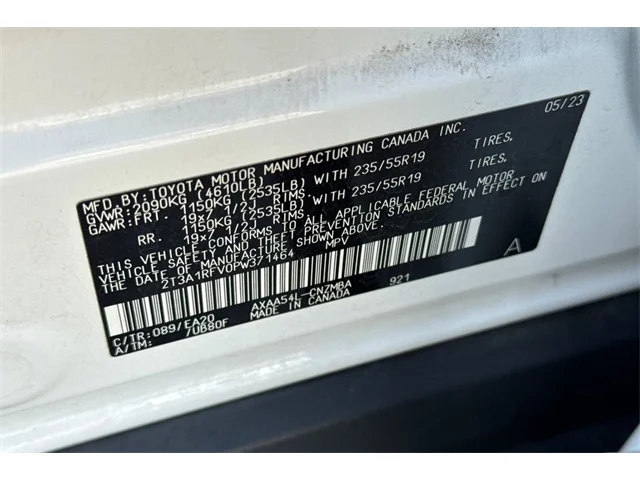 MFD. BY: TOYOTA MOTOR MANUFACTURING CANADA INC. 05/23
GVWR: 2090KG (4610LB)
GAWR: FRT. 1150KG (2535LB) WITH 235/55R19 TIRES,
19x7 1/2J RIMS,
RR. 1150KG (2535LB) WITH 235/55R19 TIRES,
19x7 1/2J RIMS.
THIS VEHICLE CONFORMS TO ALL APPLICABLE FEDERAL MOTOR
VEHICLE SAFETY AND THEFT PREVENTION STANDARDS IN EFFECT ON
THE DATE OF MANUFACTURE SHOWN ABOVE.
2T3A1RFV0PW371464 MPV A
C/TR: 089/EA20 AXAA54L-CNZMBA 921
A/TM: /UB80F MADE IN CANADA